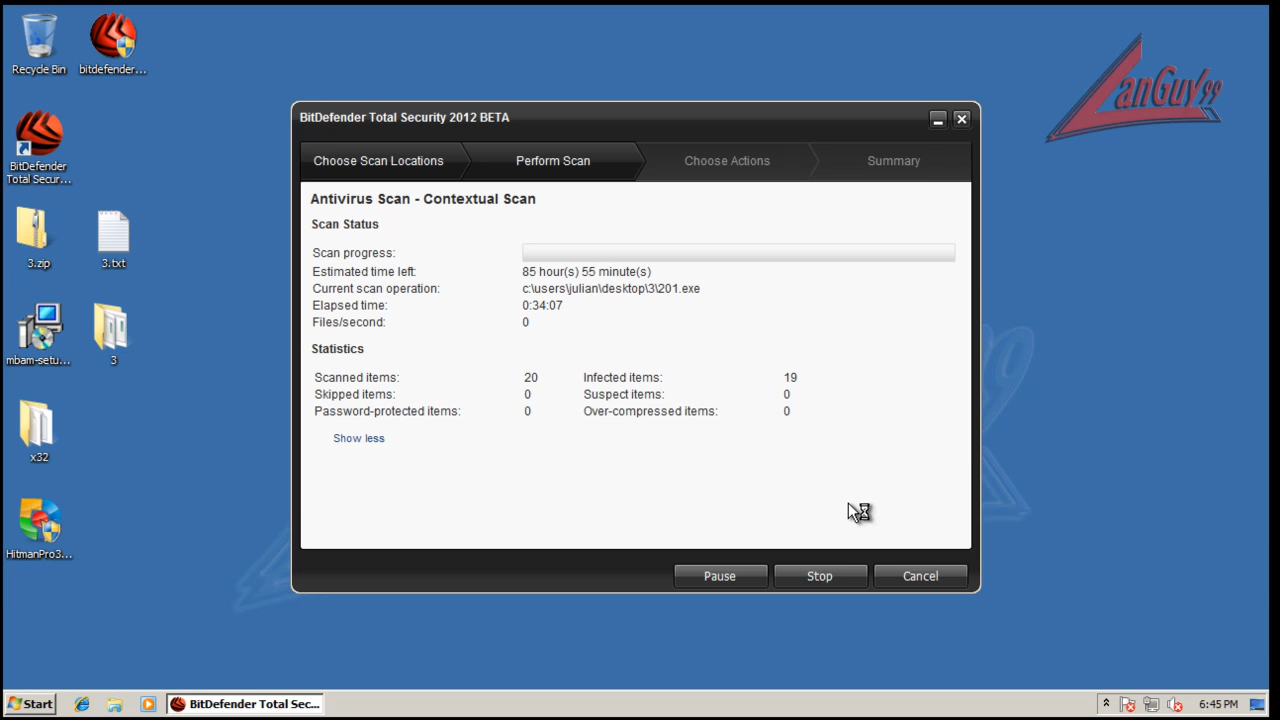 Recycle Bin
bitdefender...
LanGuy99
BitDefender
Total Secur...
3.zip
3.txt
mbam-setu...
3
x32
HitmanPro3...
BitDefender Total Security 2012 BETA
Choose Scan Locations
Perform Scan
Choose Actions
Summary
Antivirus Scan - Contextual Scan
Scan Status
Scan progress:
Estimated time left: 85 hour(s) 55 minute(s)
Current scan operation: c:\users\julian\desktop\3\201.exe
Elapsed time: 0:34:07
Files/second: 0
Statistics
Scanned items: 20 Infected items: 19
Skipped items: 0 Suspect items: 0
Password-protected items: 0 Over-compressed items: 0
Show less
Pause
Stop
Cancel
Start
BitDefender Total Sec...
6:45 PM